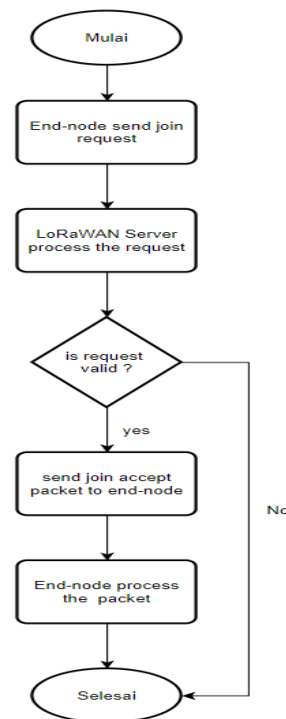 Mulai
End-node send join
request
LoRaWAN Server
process the request
is request
valid ?
yes
send join accept
packet to end-node
No
End-node process
the packet
Selesai